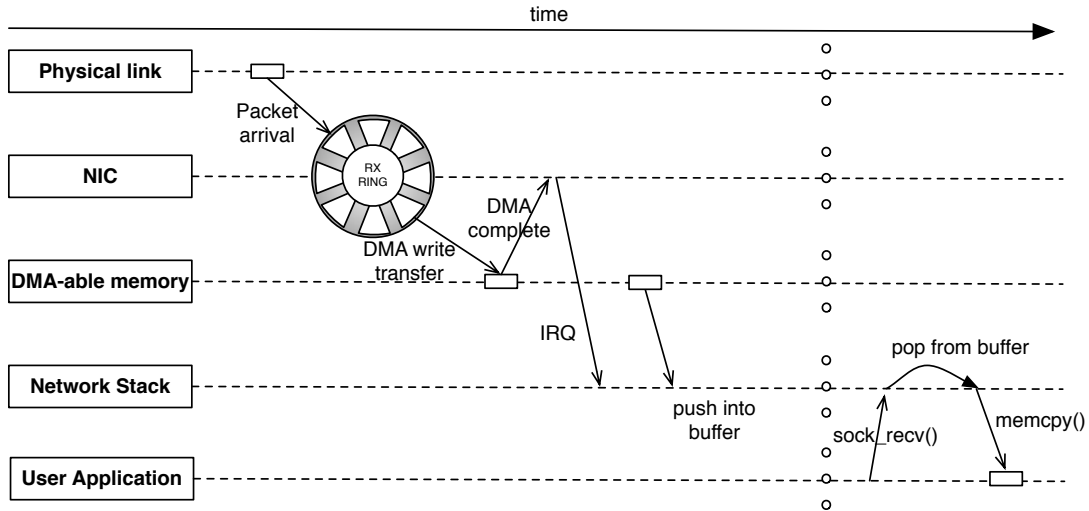 time
Physical link
Packet
arrival
NIC
RX
RING
DMA
complete
DMA write
transfer
DMA-able memory
IRQ
pop from buffer
Network Stack
push into
buffer
memcpy()
sock_recv()
User Application